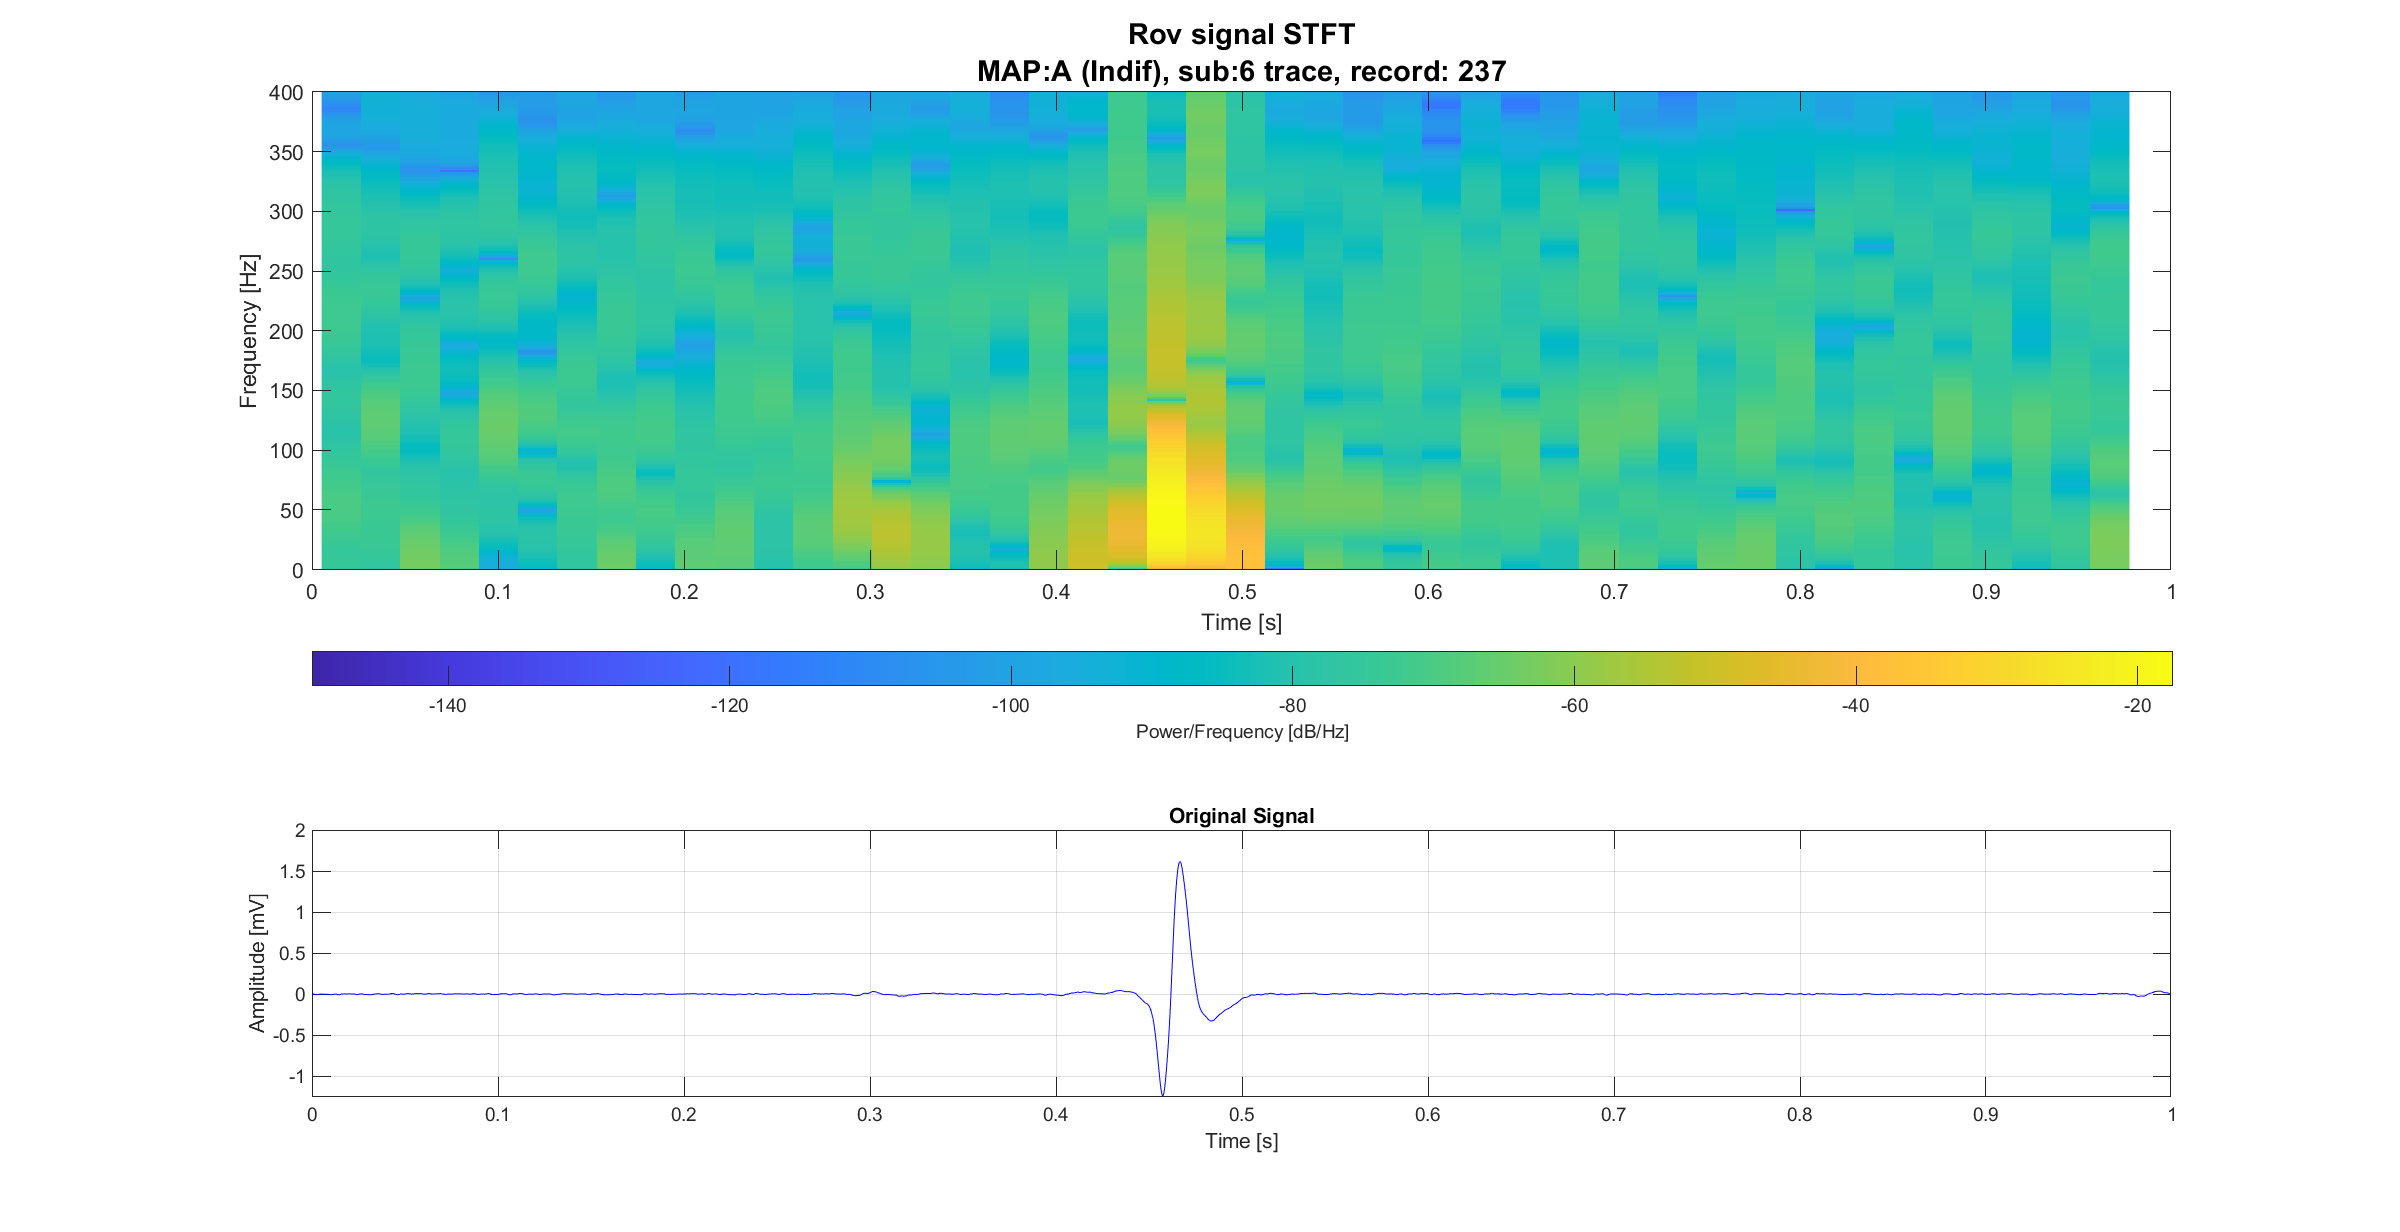 Rov signal STFT
MAP:A (Indif), sub:6 trace, record: 237
400
350
300
250
200
150
100
50
0
Frequency [Hz]
0 0.1 0.2 0.3 0.4 0.5 0.6 0.7 0.8 0.9 1
Time [s]
-140 -120 -100 -80 -60 -40 -20
Power/Frequency [dB/Hz]
Original Signal
2
1.5
1
0.5
0
-0.5
-1
Amplitude [mV]
0 0.1 0.2 0.3 0.4 0.5 0.6 0.7 0.8 0.9 1
Time [s]